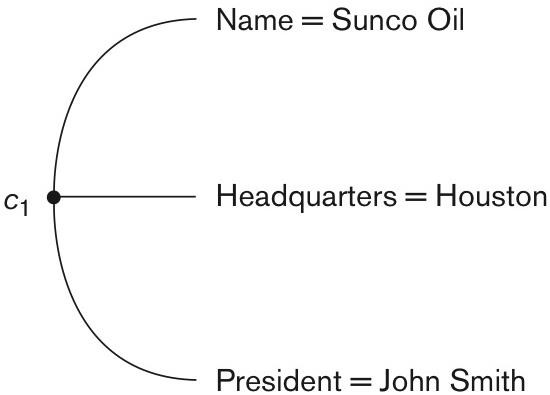 Name = Sunco Oil
c1
Headquarters = Houston
President = John Smith